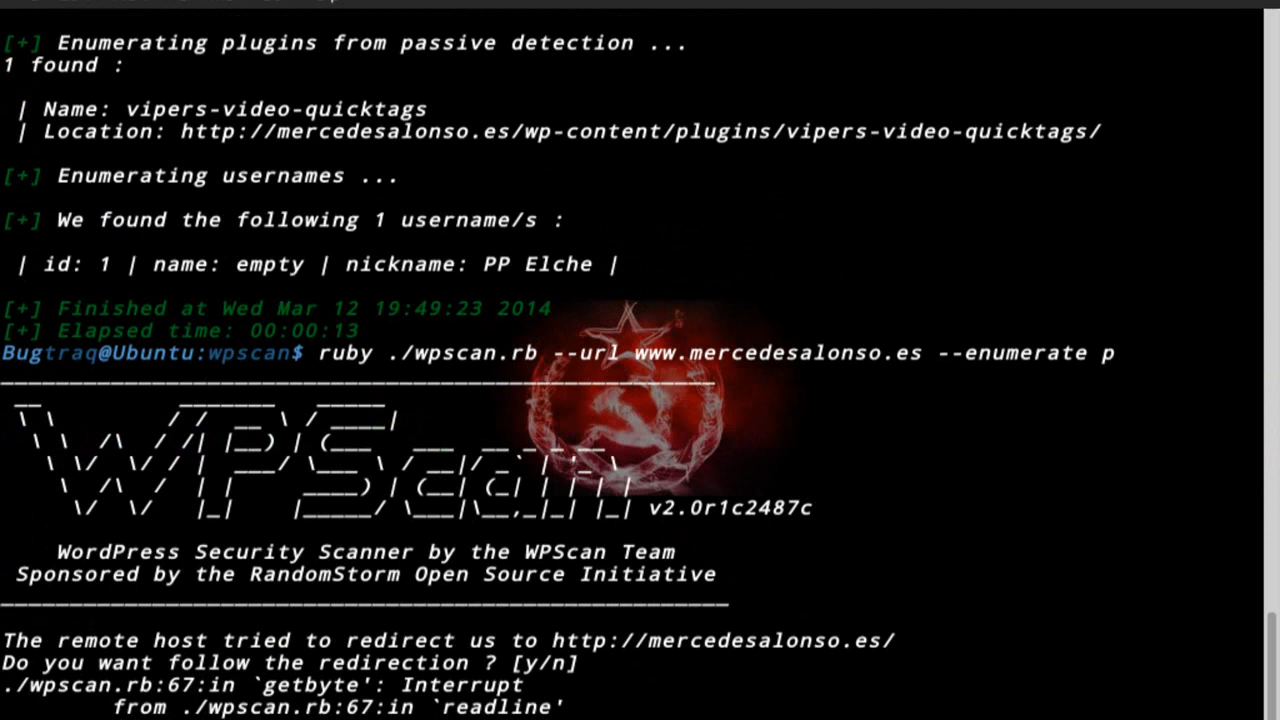 [+] Enumerating plugins from passive detection ...
1 found :
| Name: vipers-video-quicktags
| Location: http://mercedesalonso.es/wp-content/plugins/vipers-video-quicktags/
[+] Enumerating usernames ...
[+] We found the following 1 username/s :
| id: 1 | name: empty | nickname: PP Elche |
[+] Finished at Wed Mar 12 19:49:23 2014
[+] Elapsed time: 00:00:13
Bugtraq@Ubuntu:wpscan$ ruby ./wpscan.rb --url www.mercedesalonso.es --enumerate p
WPScan
v2.0r1c2487c
WordPress Security Scanner by the WPScan Team
Sponsored by the RandomStorm Open Source Initiative
The remote host tried to redirect us to http://mercedesalonso.es/
Do you want follow the redirection ? [y/n]
./wpscan.rb:67:in `getbyte': Interrupt
from ./wpscan.rb:67:in `readline'